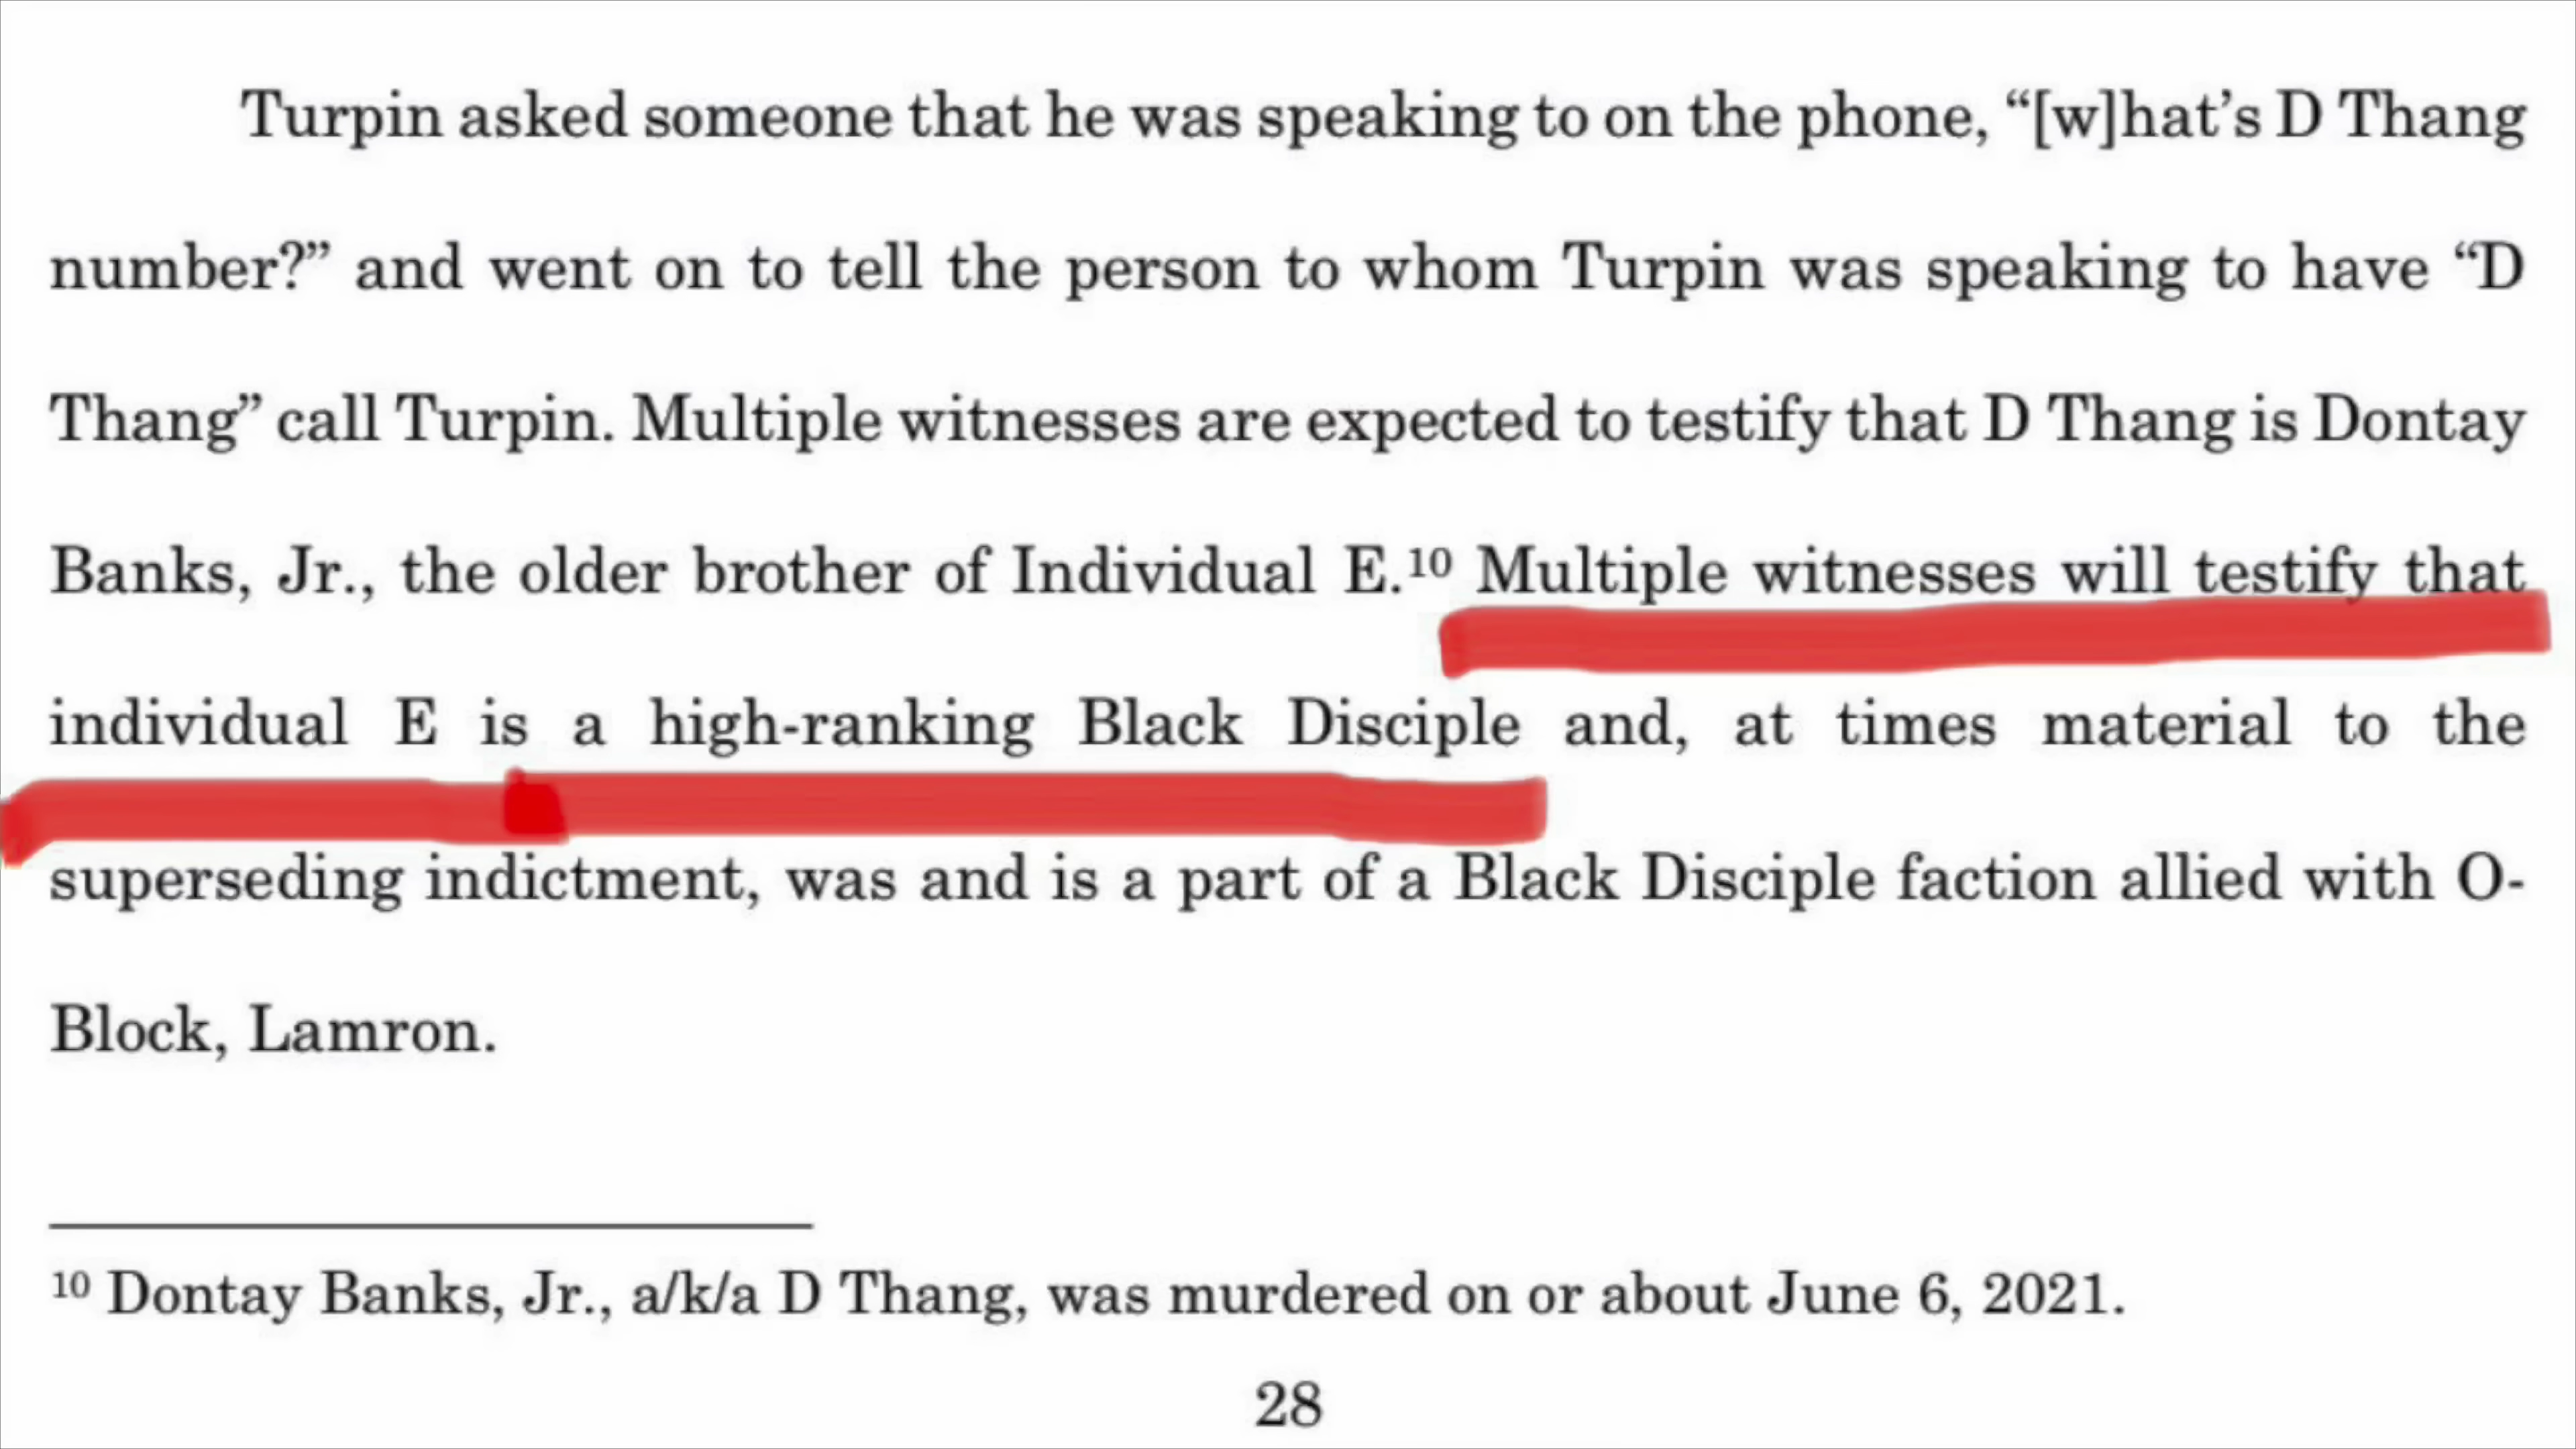 Turpin asked someone that he was speaking to on the phone, “[w]hat’s D Thang
number?” and went on to tell the person to whom Turpin was speaking to have “D
Thang” call Turpin. Multiple witnesses are expected to testify that D Thang is Dontay
Banks, Jr., the older brother of Individual E.¹⁰ Multiple witnesses will testify that
individual E is a high-ranking Black Disciple and, at times material to the
superseding indictment, was and is a part of a Black Disciple faction allied with O-
Block, Lamron.
¹⁰ Dontay Banks, Jr., a/k/a D Thang, was murdered on or about June 6, 2021.
28